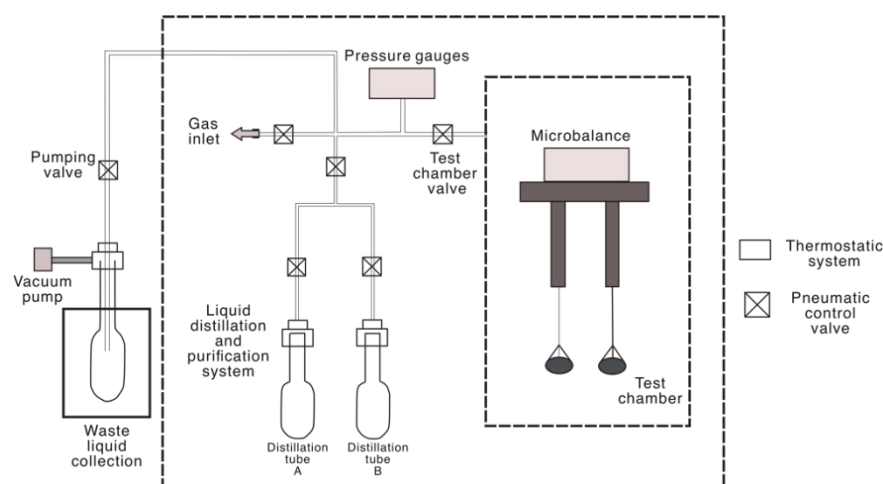 Pressure gauges
Gas
inlet
Pumping
valve
Test
chamber
valve
Microbalance
Vacuum
pump
Liquid
distillation
and
purification
system
Thermostatic
system
Pneumatic
control
valve
Test
chamber
Waste
liquid
collection
Distillation
tube
A
Distillation
tube
B